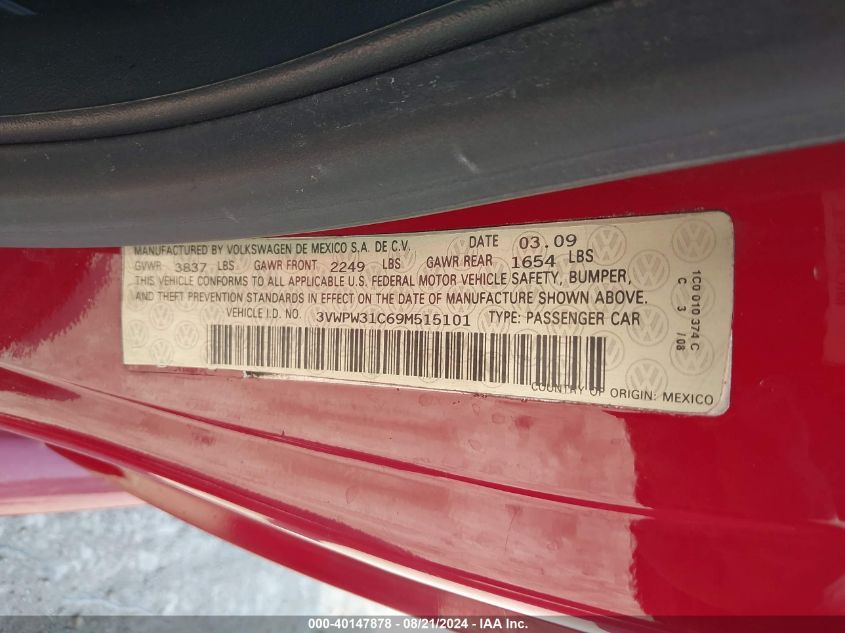 MANUFACTURED BY VOLKSWAGEN DE MEXICO S.A. DE C.V. DATE 03.09
GVWR 3837 LBS GAWR FRONT 2249 LBS GAWR REAR 1654 LBS
THIS VEHICLE CONFORMS TO ALL APPLICABLE U.S. FEDERAL MOTOR VEHICLE SAFETY, BUMPER,
AND THEFT PREVENTION STANDARDS IN EFFECT ON THE DATE OF MANUFACTURE SHOWN ABOVE.
VEHICLE I.D. NO. 3VWPW31C69M515101 TYPE: PASSENGER CAR
COUNTRY OF ORIGIN: MEXICO
1C0 010 374 C
C 3 /08
000-40147878 - 08/21/2024 - IAA Inc.